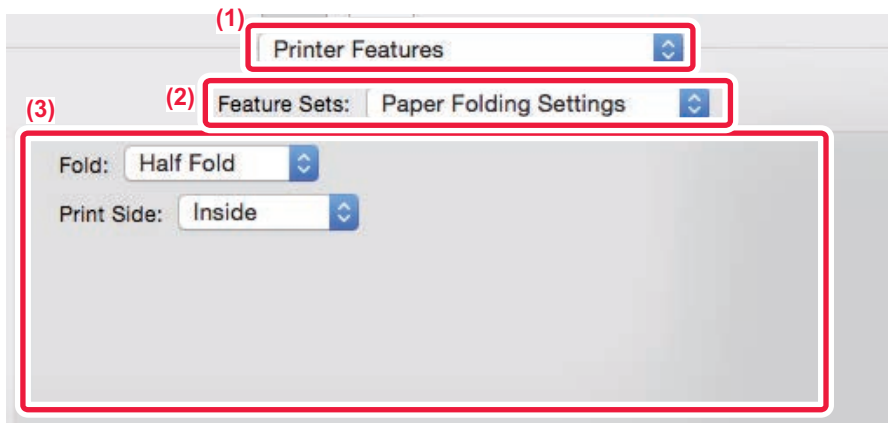 (1)
Printer Features
(2)
Feature Sets: Paper Folding Settings
(3)
Fold: Half Fold
Print Side: Inside